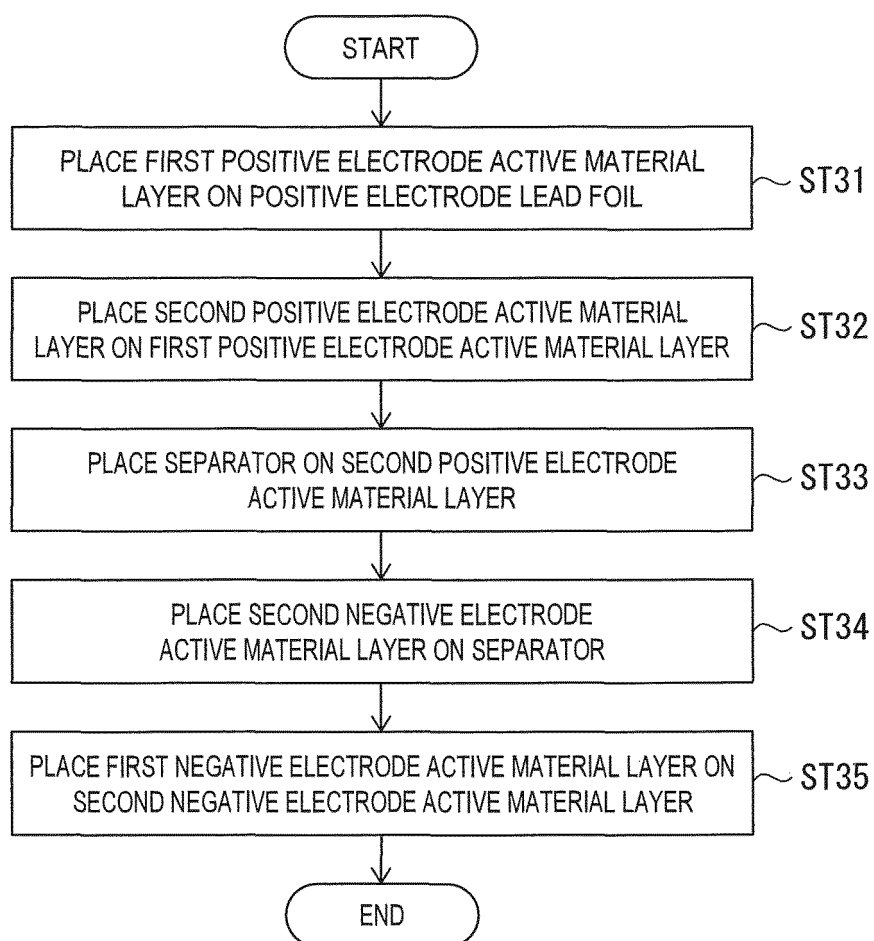 START
PLACE FIRST POSITIVE ELECTRODE ACTIVE MATERIAL
LAYER ON POSITIVE ELECTRODE LEAD FOIL
ST31
PLACE SECOND POSITIVE ELECTRODE ACTIVE MATERIAL
LAYER ON FIRST POSITIVE ELECTRODE ACTIVE MATERIAL LAYER
ST32
PLACE SEPARATOR ON SECOND POSITIVE ELECTRODE
ACTIVE MATERIAL LAYER
ST33
PLACE SECOND NEGATIVE ELECTRODE
ACTIVE MATERIAL LAYER ON SEPARATOR
ST34
PLACE FIRST NEGATIVE ELECTRODE ACTIVE MATERIAL LAYER ON
SECOND NEGATIVE ELECTRODE ACTIVE MATERIAL LAYER
ST35
END